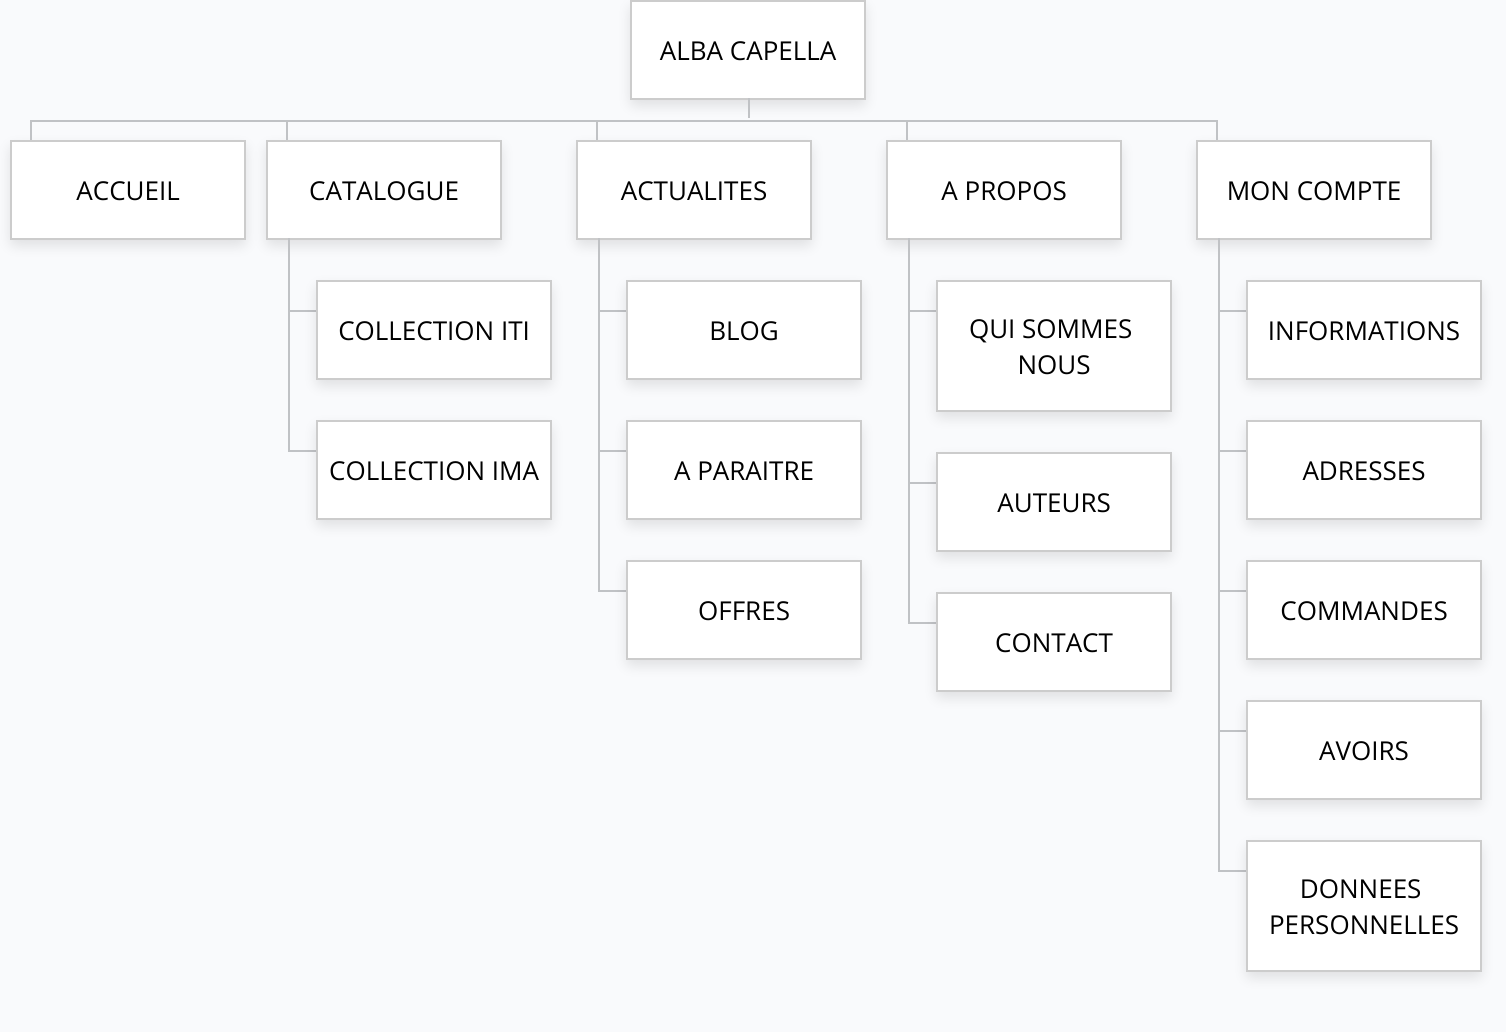 ALBA CAPELLA
ACCUEIL
CATALOGUE
ACTUALITES
A PROPOS
MON COMPTE
COLLECTION ITI
COLLECTION IMA
BLOG
A PARAITRE
OFFRES
QUI SOMMES
NOUS
AUTEURS
CONTACT
INFORMATIONS
ADRESSES
COMMANDES
AVOIRS
DONNEES
PERSONNELLES